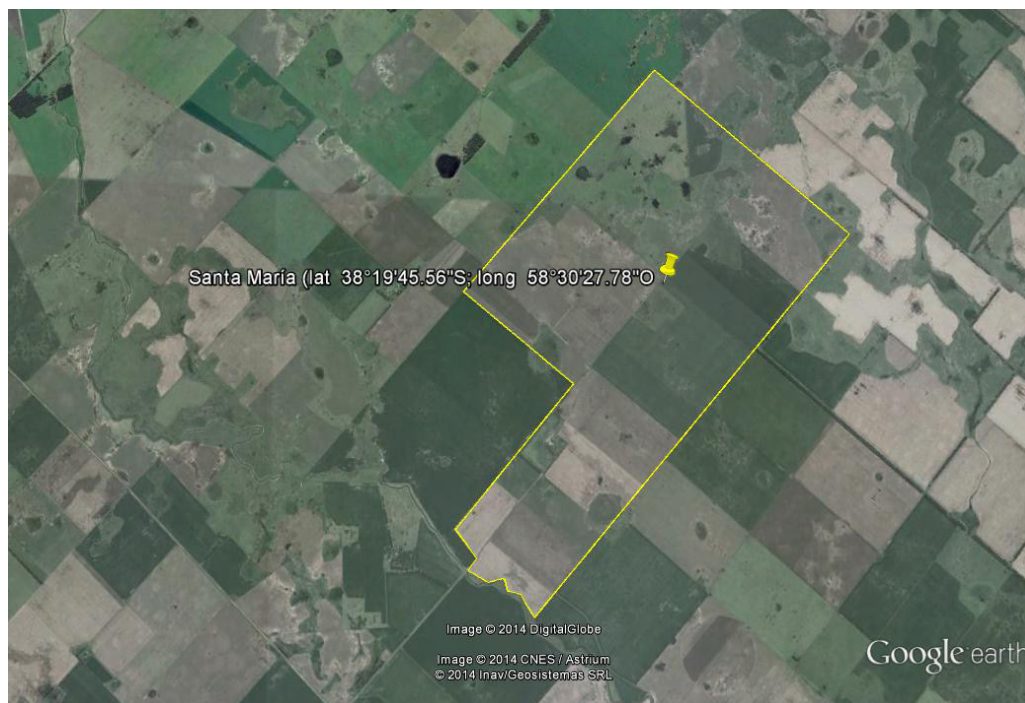 Santa María (lat 38°19'45.56"S; long 58°30'27.78"O
Image © 2014 DigitalGlobe
Image © 2014 CNES / Astrium
© 2014 Inav/Geosistemas SRL
Google earth